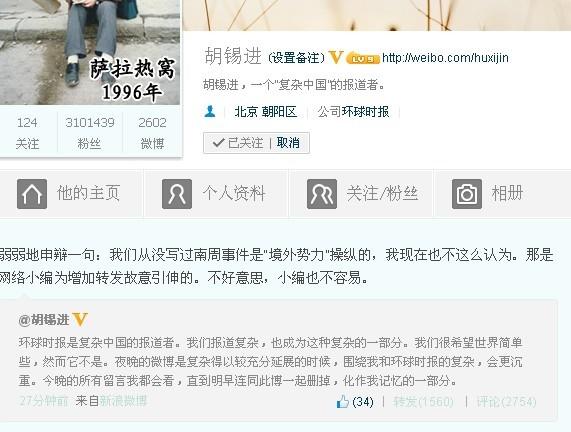 萨拉热窝
1996年
胡锡进 (设置备注) V LV 9 http://weibo.com/huxijin
胡锡进，一个"复杂中国"的报道者。
北京 朝阳区 公司环球时报
已关注 | 取消
124 3101439 2602
关注 粉丝 微博
他的主页 个人资料 关注/粉丝 相册
弱弱地申辩一句：我们从没写过南周事件是"境外势力"操纵的，我现在也不这么认为。那是
网络小编为增加转发故意引伸的。不好意思，小编也不容易。
@胡锡进 V
环球时报是复杂中国的报道者。我们报道复杂，也成为这种复杂的一部分。我们很希望世界简单
些，然而它不是。夜晚的微博是复杂得以较充分延展的时候，围绕我和环球时报的复杂，会更沉
重。今晚的所有留言我都会看，直到明早连同此博一起删掉，化作我记忆的一部分。
27分钟前 来自新浪微博 (34) | 转发(1560) | 评论(2754)